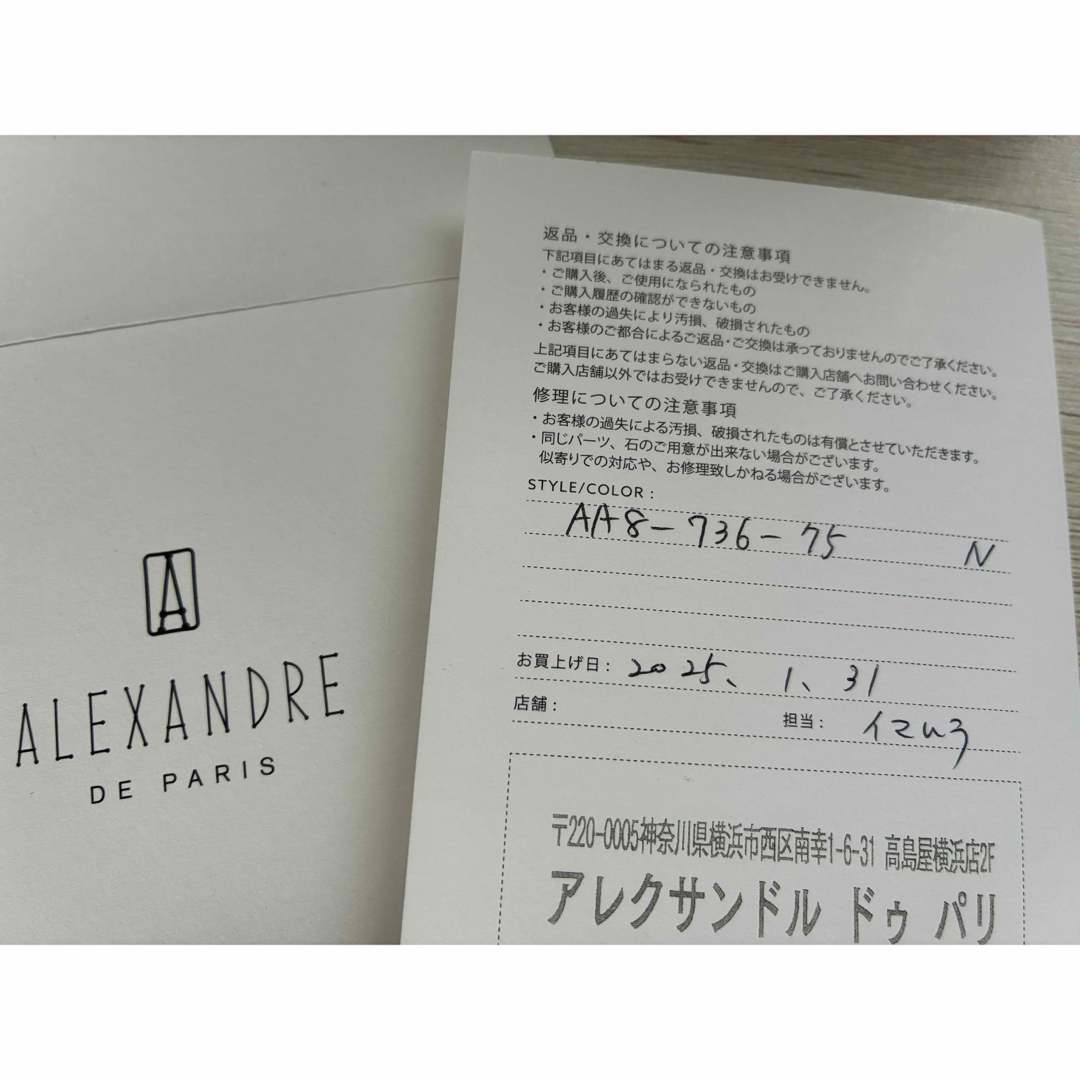 A
ALEXANDRE
DE PARIS
返品・交換についての注意事項
下記項目にあてはまる返品・交換はお受けできません。
・ご購入後、ご使用になられたもの
・ご購入履歴の確認ができないもの
・お客様の過失により汚損、破損されたもの
・お客様のご都合によるご返品・ご交換は承っておりませんのでご了承ください。
上記項目にあてはまらない返品・交換はご購入店舗へお問い合わせください。
ご購入店舗以外ではお受けできませんので、ご了承ください。
修理についての注意事項
・お客様の過失による汚損、破損されたものは有償とさせていただきます。
・同じパーツ、石のご用意が出来ない場合がございます。
似寄りでの対応や、お修理致しかねる場合がございます。
STYLE/COLOR :
AA8-736-75 N
お買上げ日: 2025、1、31
店舗: 担当:
〒220-0005神奈川県横浜市西区南幸1-6-31 高島屋横浜店2F
アレクサンドル ドゥ パリ